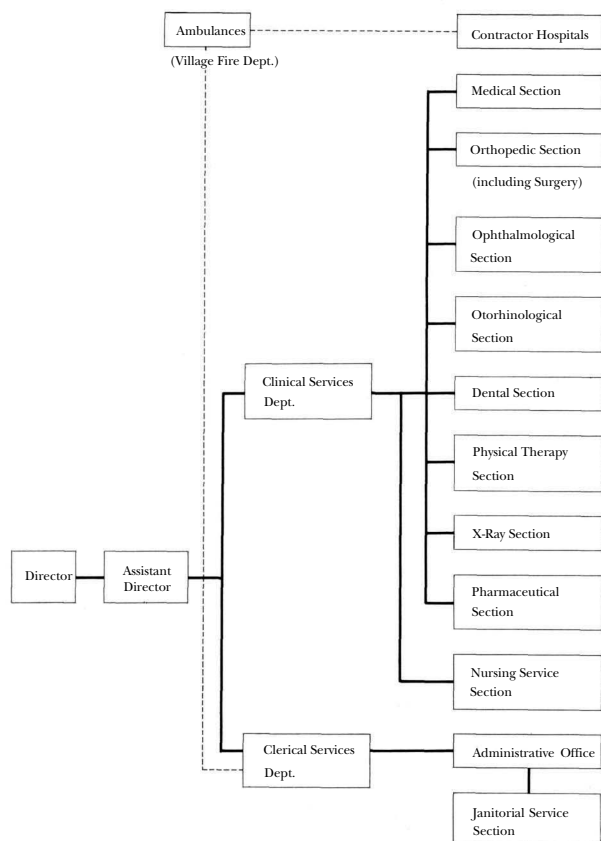 Ambulances
(Village Fire Dept.)
Contractor Hospitals
Medical Section
Orthopedic Section
(including Surgery)
Ophthalmological
Section
Otorhinological
Section
Clinical Services
Dept.
Dental Section
Physical Therapy
Section
X-Ray Section
Director
Assistant
Director
Pharmaceutical
Section
Nursing Service
Section
Clerical Services
Dept.
Administrative Office
Janitorial Service
Section